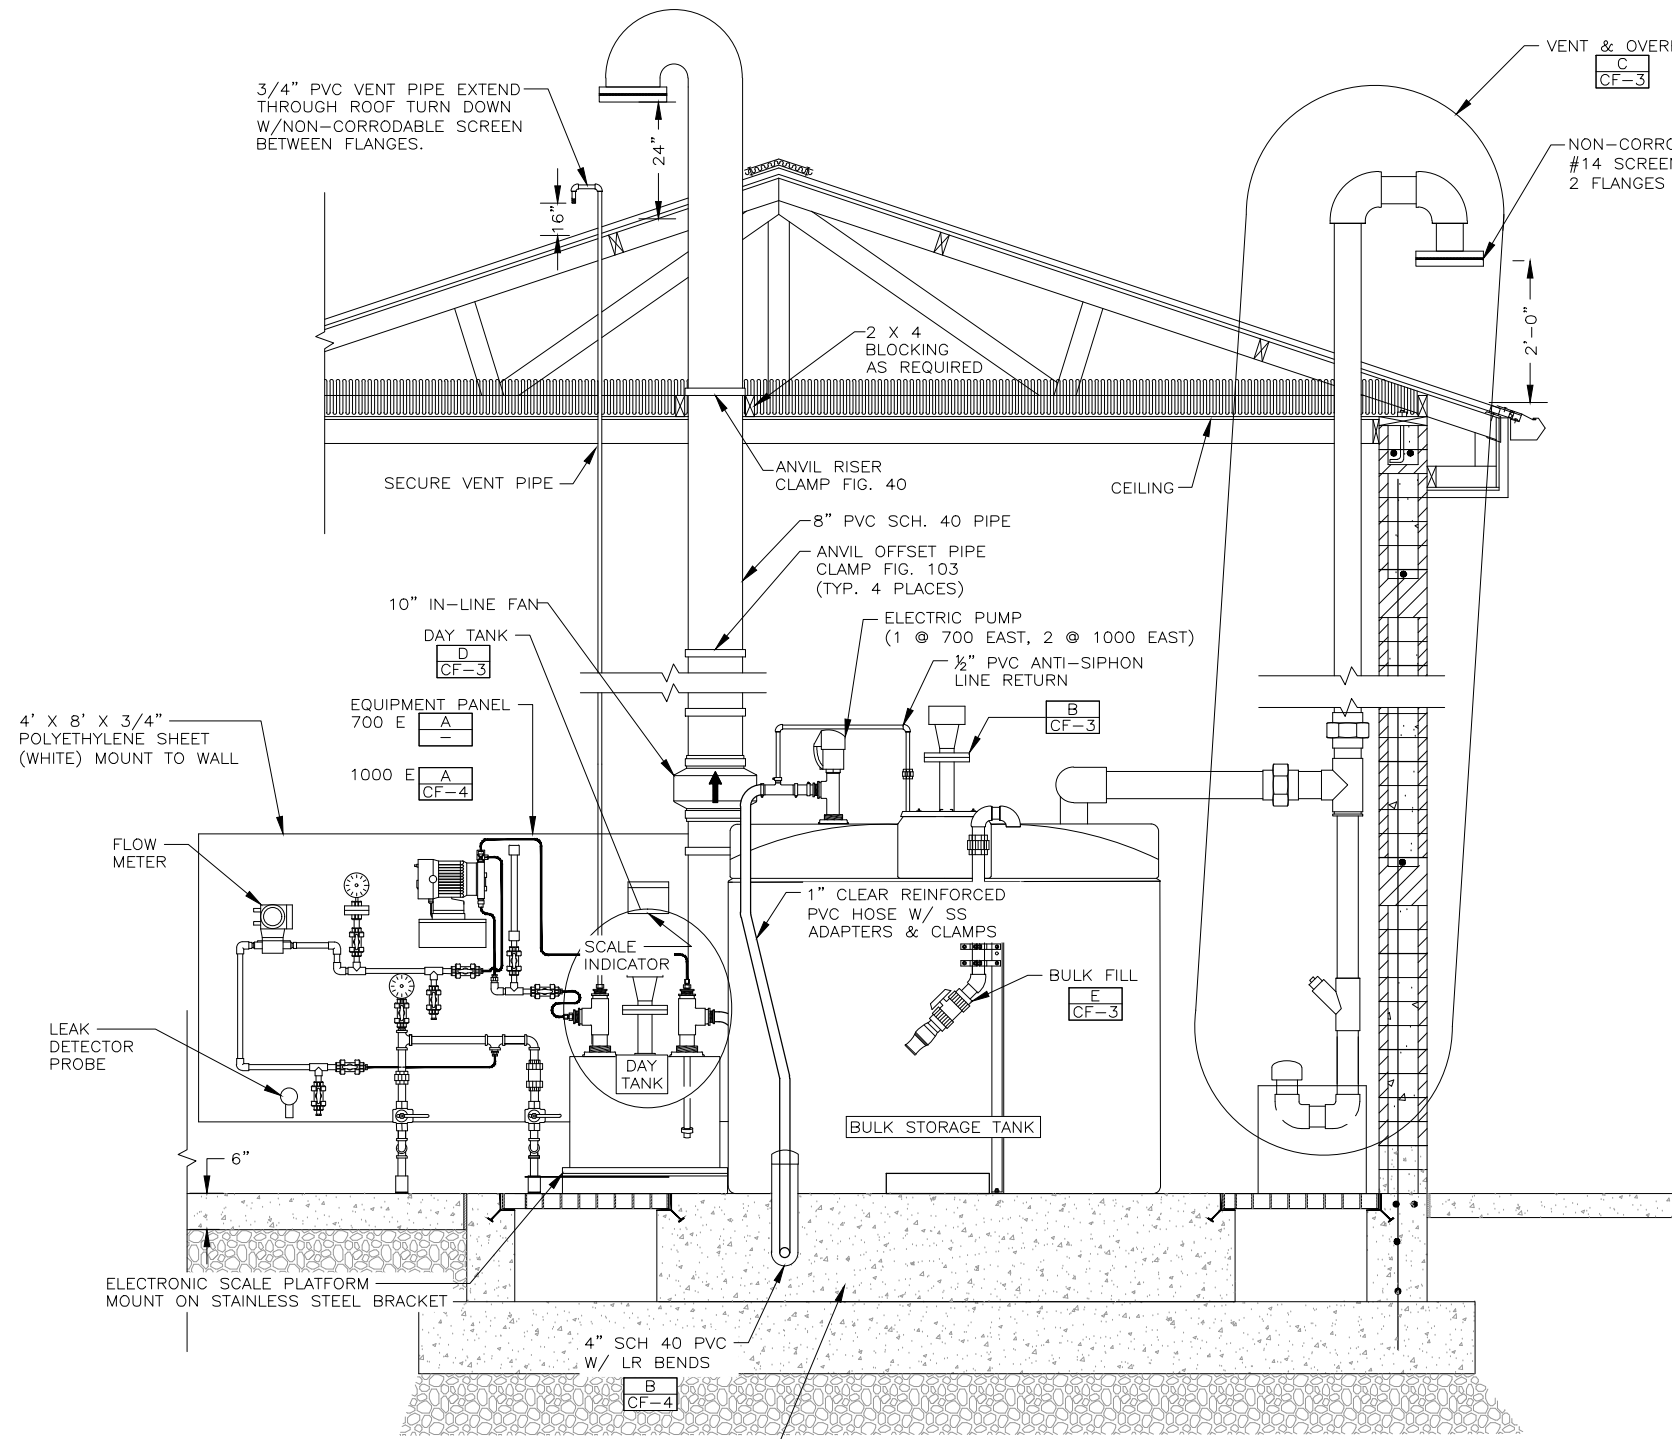 VENT & OVER
C
CF-3
3/4" PVC VENT PIPE EXTEND
THROUGH ROOF TURN DOWN
W/NON-CORRODABLE SCREEN
BETWEEN FLANGES.
24"
16"
NON-CORRO
#14 SCREEN
2 FLANGES
2'-0"
2 X 4
BLOCKING
AS REQUIRED
SECURE VENT PIPE
ANVIL RISER
CLAMP FIG. 40
CEILING
8" PVC SCH. 40 PIPE
ANVIL OFFSET PIPE
CLAMP FIG. 103
(TYP. 4 PLACES)
10" IN-LINE FAN
DAY TANK
D
CF-3
ELECTRIC PUMP
(1 @ 700 EAST, 2 @ 1000 EAST)
½" PVC ANTI-SIPHON
LINE RETURN
B
CF-3
EQUIPMENT PANEL
700 E
A
-
1000 E
A
CF-4
4' X 8' X 3/4"
POLYETHYLENE SHEET
(WHITE) MOUNT TO WALL
FLOW
METER
1" CLEAR REINFORCED
PVC HOSE W/ SS
ADAPTERS & CLAMPS
SCALE
INDICATOR
BULK FILL
E
CF-3
LEAK
DETECTOR
PROBE
DAY
TANK
BULK STORAGE TANK
6"
ELECTRONIC SCALE PLATFORM
MOUNT ON STAINLESS STEEL BRACKET
4" SCH 40 PVC
W/ LR BENDS
B
CF-4